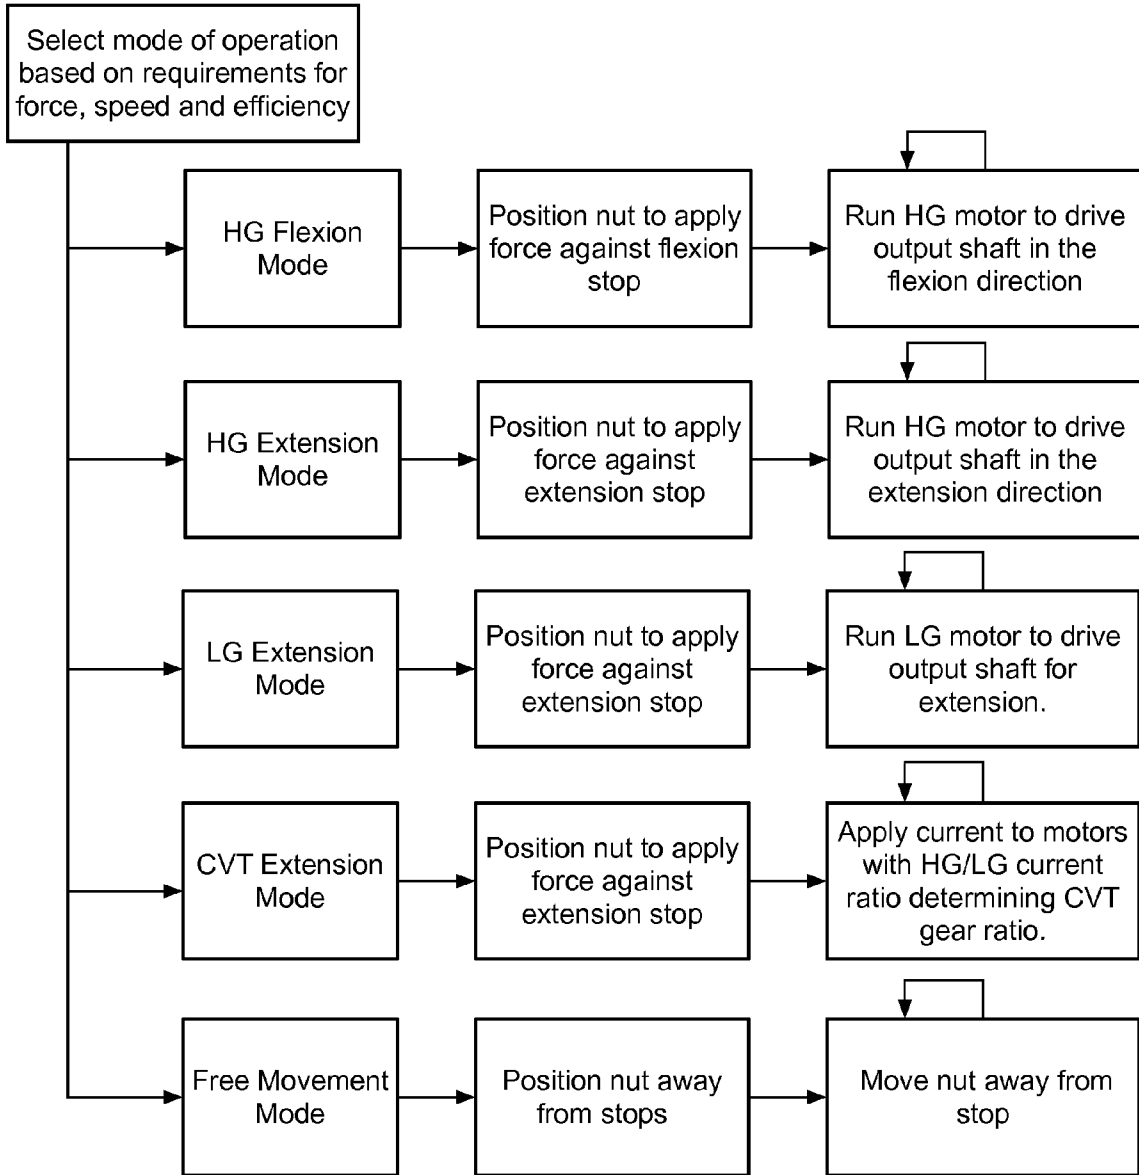 Select mode of operation
based on requirements for
force, speed and efficiency
HG Flexion
Mode
Position nut to apply
force against flexion
stop
Run HG motor to drive
output shaft in the
flexion direction
HG Extension
Mode
Position nut to apply
force against
extension stop
Run HG motor to drive
output shaft in the
extension direction
LG Extension
Mode
Position nut to apply
force against
extension stop
Run LG motor to drive
output shaft for
extension.
CVT Extension
Mode
Position nut to apply
force against
extension stop
Apply current to motors
with HG/LG current
ratio determining CVT
gear ratio.
Free Movement
Mode
Position nut away
from stops
Move nut away from
stop